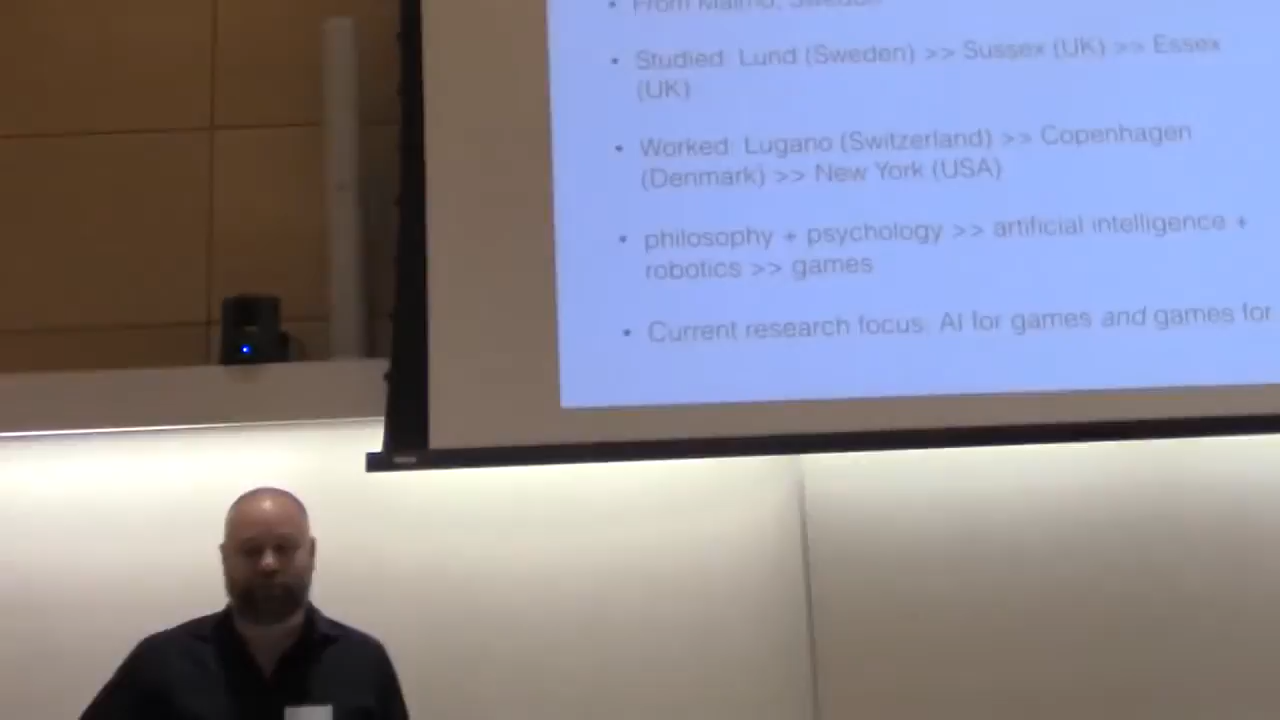 From Malmö, Sweden
Studied: Lund (Sweden) >> Sussex (UK) >> Essex
(UK)
Worked: Lugano (Switzerland) >> Copenhagen
(Denmark) >> New York (USA)
philosophy + psychology >> artificial intelligence +
robotics >> games
Current research focus: AI for games and games for